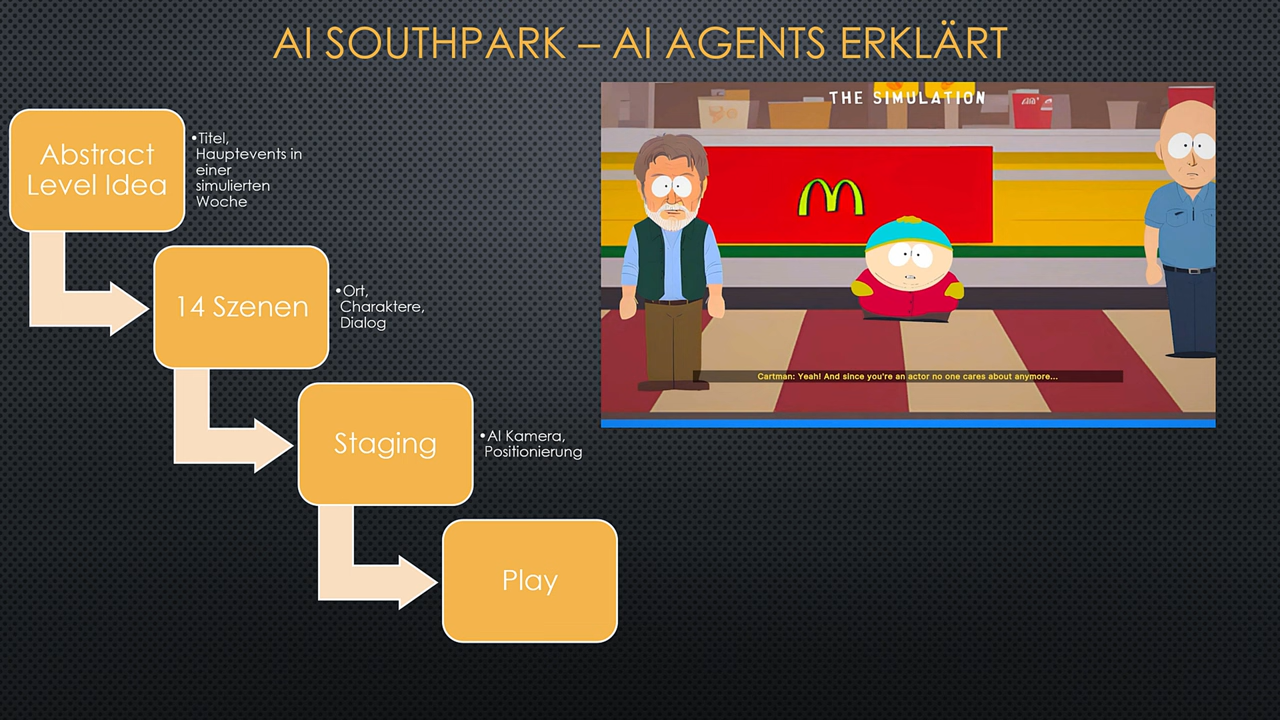 AI SOUTHPARK – AI AGENTS ERKLÄRT
Abstract
Level Idea
•Titel,
Hauptevents in
einer
simulierten
Woche
14 Szenen
•Ort,
Charaktere,
Dialog
Staging
•AI Kamera,
Positionierung
Play
THE SIMULATION
Cartman: Yeah! And since you're an actor no one cares about anymore...